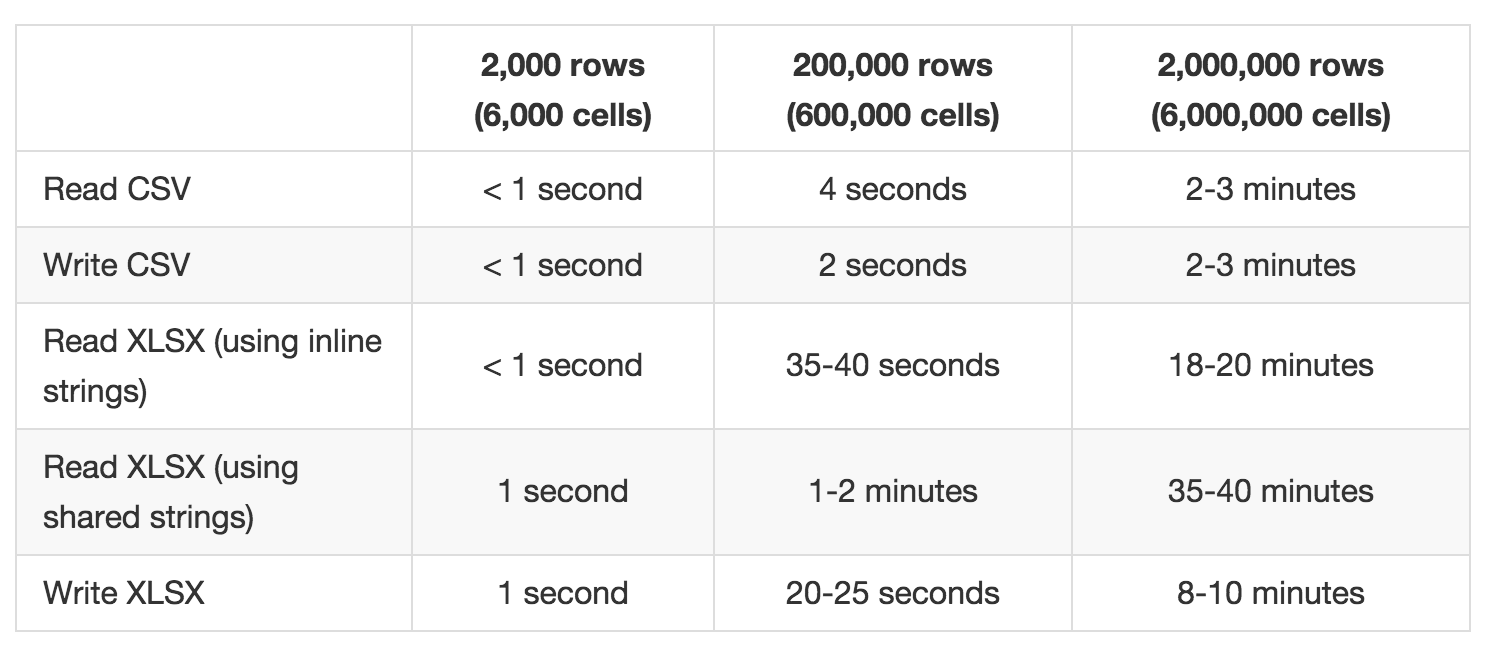 2,000 rows 200,000 rows 2,000,000 rows
(6,000 cells) (600,000 cells) (6,000,000 cells)
Read CSV < 1 second 4 seconds 2-3 minutes
Write CSV < 1 second 2 seconds 2-3 minutes
Read XLSX (using inline
strings) < 1 second 35-40 seconds 18-20 minutes
Read XLSX (using
shared strings) 1 second 1-2 minutes 35-40 minutes
Write XLSX 1 second 20-25 seconds 8-10 minutes